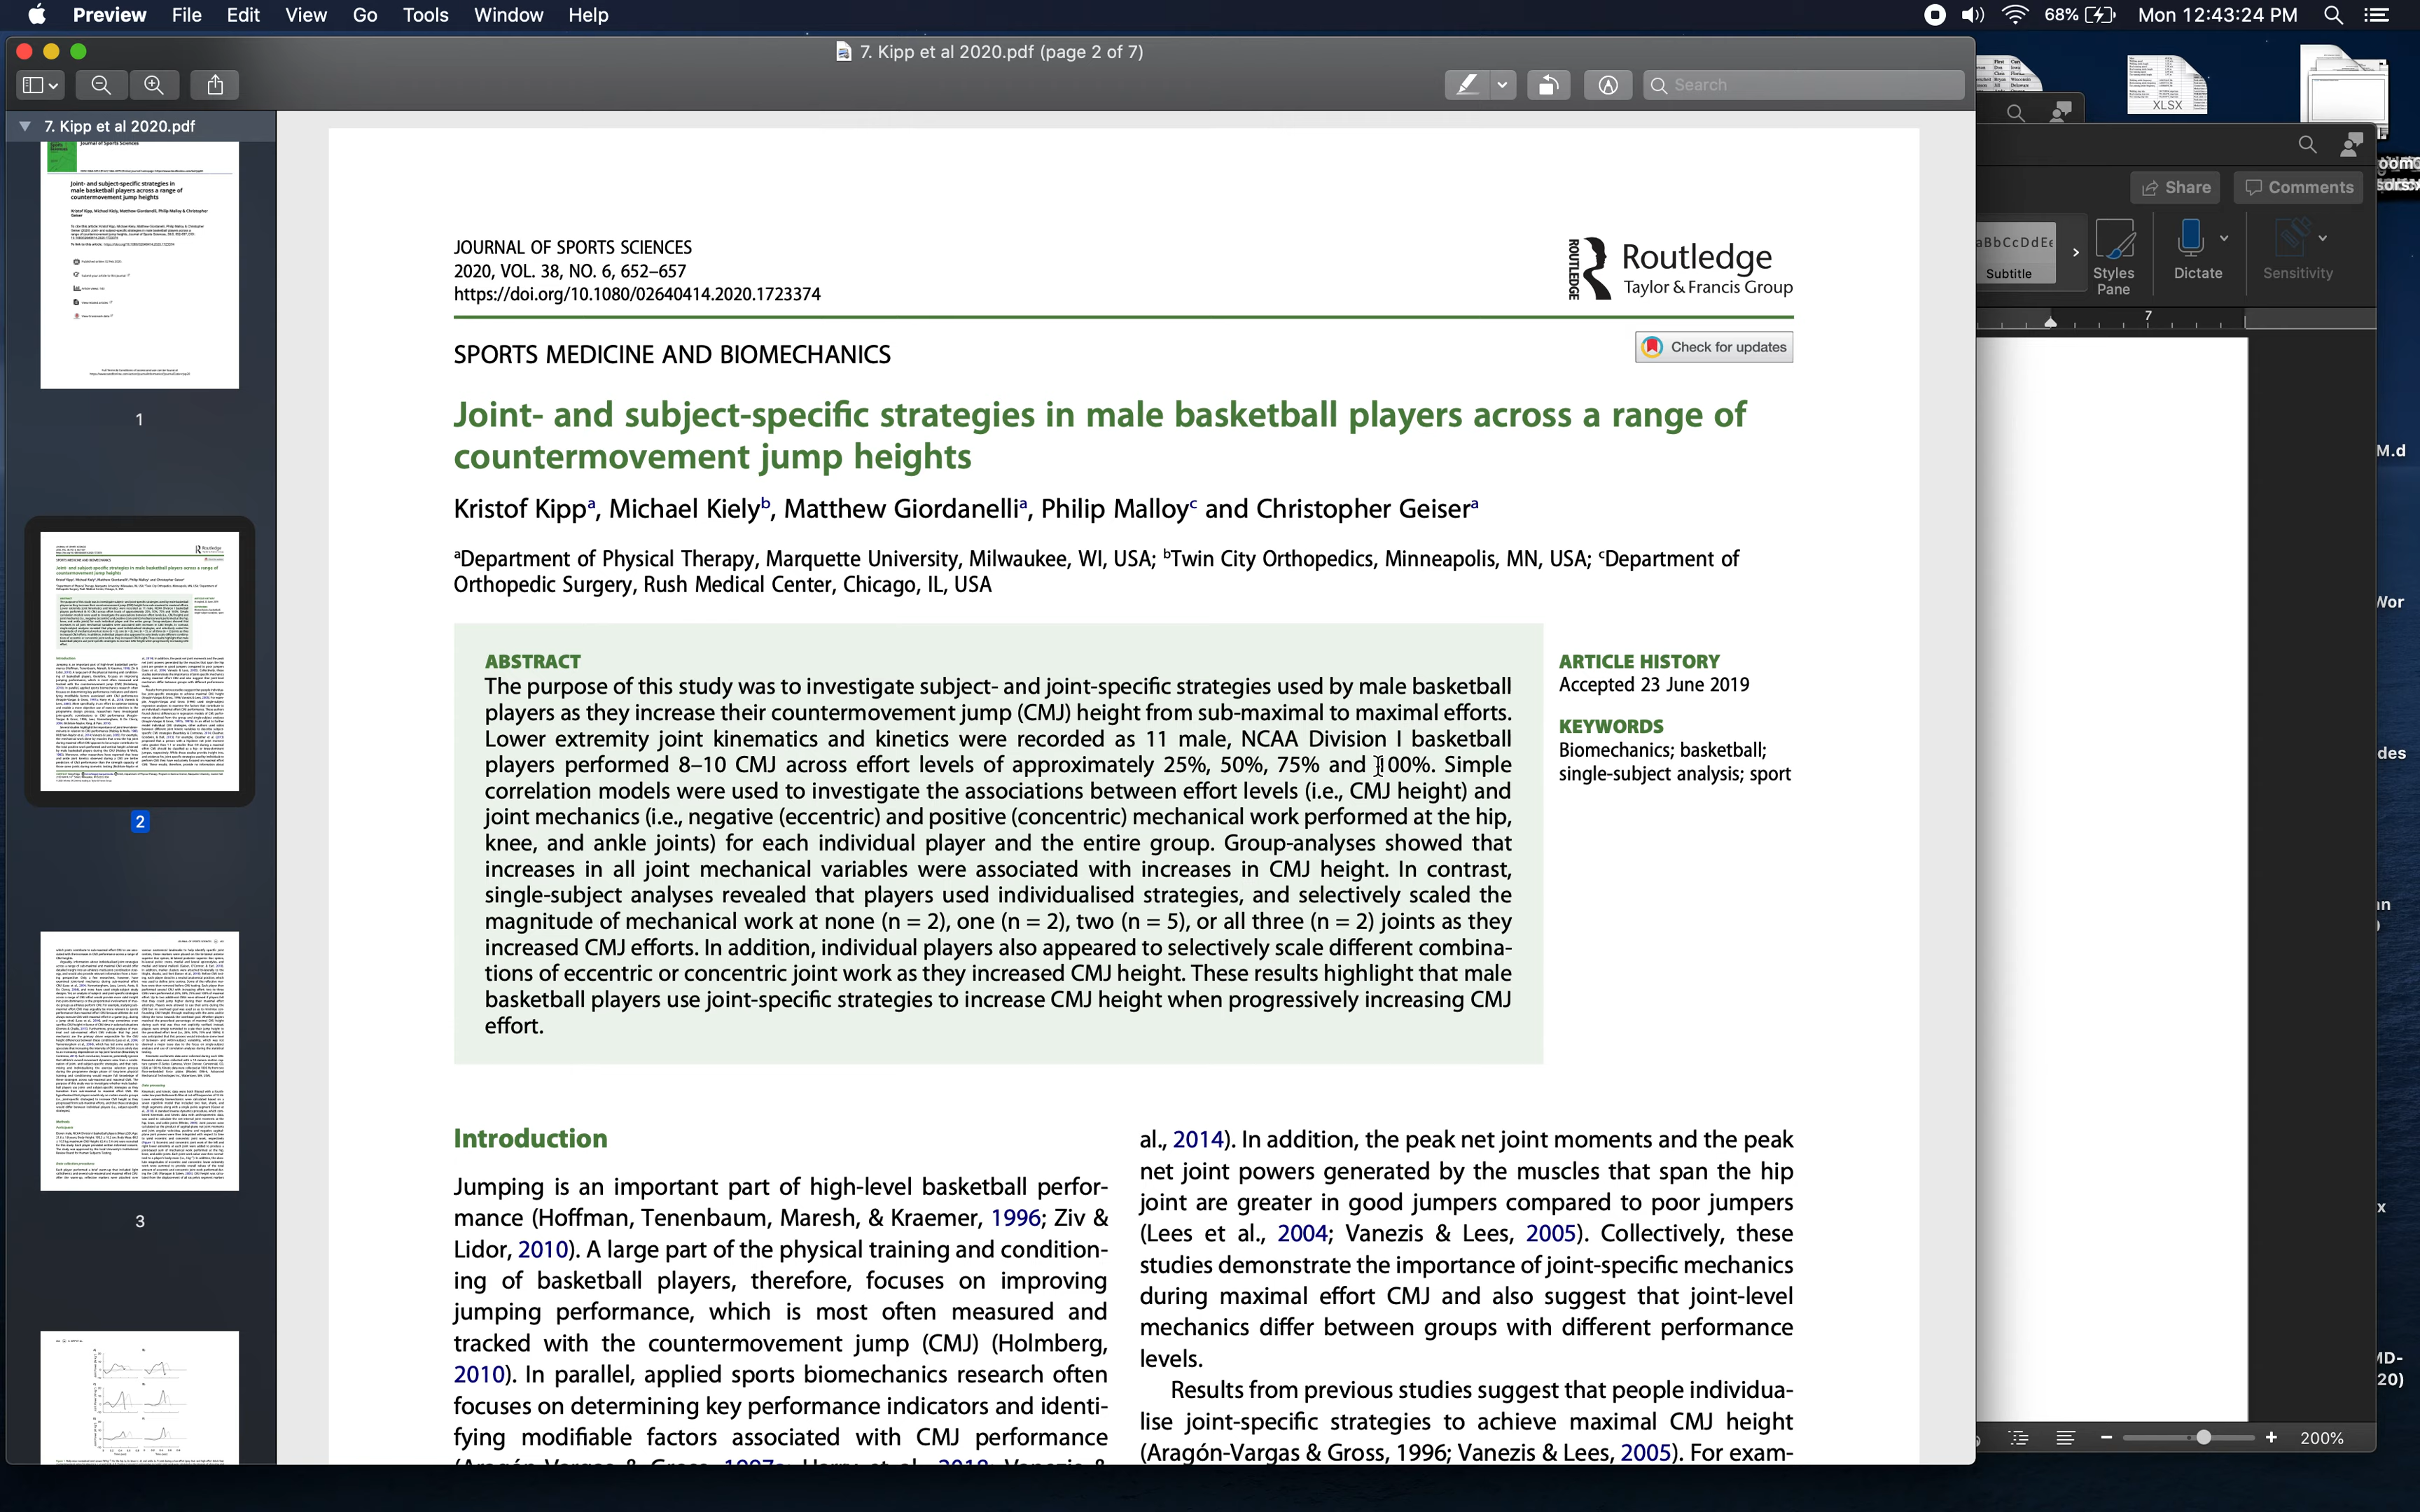 Preview File Edit View Go Tools Window Help
68% Mon 12:43:24 PM
7. Kipp et al 2020.pdf (page 2 of 7)
Search
XLSX
7. Kipp et al 2020.pdf
Joint- and subject-specific strategies in
male basketball players across a range of
countermovement jump heights
1
2
3
JOURNAL OF SPORTS SCIENCES
2020, VOL. 38, NO. 6, 652–657
https://doi.org/10.1080/02640414.2020.1723374
ROUTLEDGE
Routledge
Taylor & Francis Group
SPORTS MEDICINE AND BIOMECHANICS
Check for updates
Joint- and subject-specific strategies in male basketball players across a range of
countermovement jump heights
Kristof Kippa, Michael Kielyb, Matthew Giordanellia, Philip Malloyc and Christopher Geisera
aDepartment of Physical Therapy, Marquette University, Milwaukee, WI, USA; bTwin City Orthopedics, Minneapolis, MN, USA; cDepartment of
Orthopedic Surgery, Rush Medical Center, Chicago, IL, USA
ABSTRACT
The purpose of this study was to investigate subject- and joint-specific strategies used by male basketball
players as they increase their countermovement jump (CMJ) height from sub-maximal to maximal efforts.
Lower extremity joint kinematics and kinetics were recorded as 11 male, NCAA Division I basketball
players performed 8–10 CMJ across effort levels of approximately 25%, 50%, 75% and 100%. Simple
correlation models were used to investigate the associations between effort levels (i.e., CMJ height) and
joint mechanics (i.e., negative (eccentric) and positive (concentric) mechanical work performed at the hip,
knee, and ankle joints) for each individual player and the entire group. Group-analyses showed that
increases in all joint mechanical variables were associated with increases in CMJ height. In contrast,
single-subject analyses revealed that players used individualised strategies, and selectively scaled the
magnitude of mechanical work at none (n = 2), one (n = 2), two (n = 5), or all three (n = 2) joints as they
increased CMJ efforts. In addition, individual players also appeared to selectively scale different combina-
tions of eccentric or concentric joint work as they increased CMJ height. These results highlight that male
basketball players use joint-specific strategies to increase CMJ height when progressively increasing CMJ
effort.
ARTICLE HISTORY
Accepted 23 June 2019
KEYWORDS
Biomechanics; basketball;
single-subject analysis; sport
Introduction
Jumping is an important part of high-level basketball perfor-
mance (Hoffman, Tenenbaum, Maresh, & Kraemer, 1996; Ziv &
Lidor, 2010). A large part of the physical training and condition-
ing of basketball players, therefore, focuses on improving
jumping performance, which is most often measured and
tracked with the countermovement jump (CMJ) (Holmberg,
2010). In parallel, applied sports biomechanics research often
focuses on determining key performance indicators and identi-
fying modifiable factors associated with CMJ performance
al., 2014). In addition, the peak net joint moments and the peak
net joint powers generated by the muscles that span the hip
joint are greater in good jumpers compared to poor jumpers
(Lees et al., 2004; Vanezis & Lees, 2005). Collectively, these
studies demonstrate the importance of joint-specific mechanics
during maximal effort CMJ and also suggest that joint-level
mechanics differ between groups with different performance
levels.
Results from previous studies suggest that people individua-
lise joint-specific strategies to achieve maximal CMJ height
(Aragón-Vargas & Gross, 1996; Vanezis & Lees, 2005). For exam-
Share Comments
aBbCcDdEe
Subtitle
Styles
Pane
Dictate
Sensitivity
7
M.d
Wor
des
20)
200%